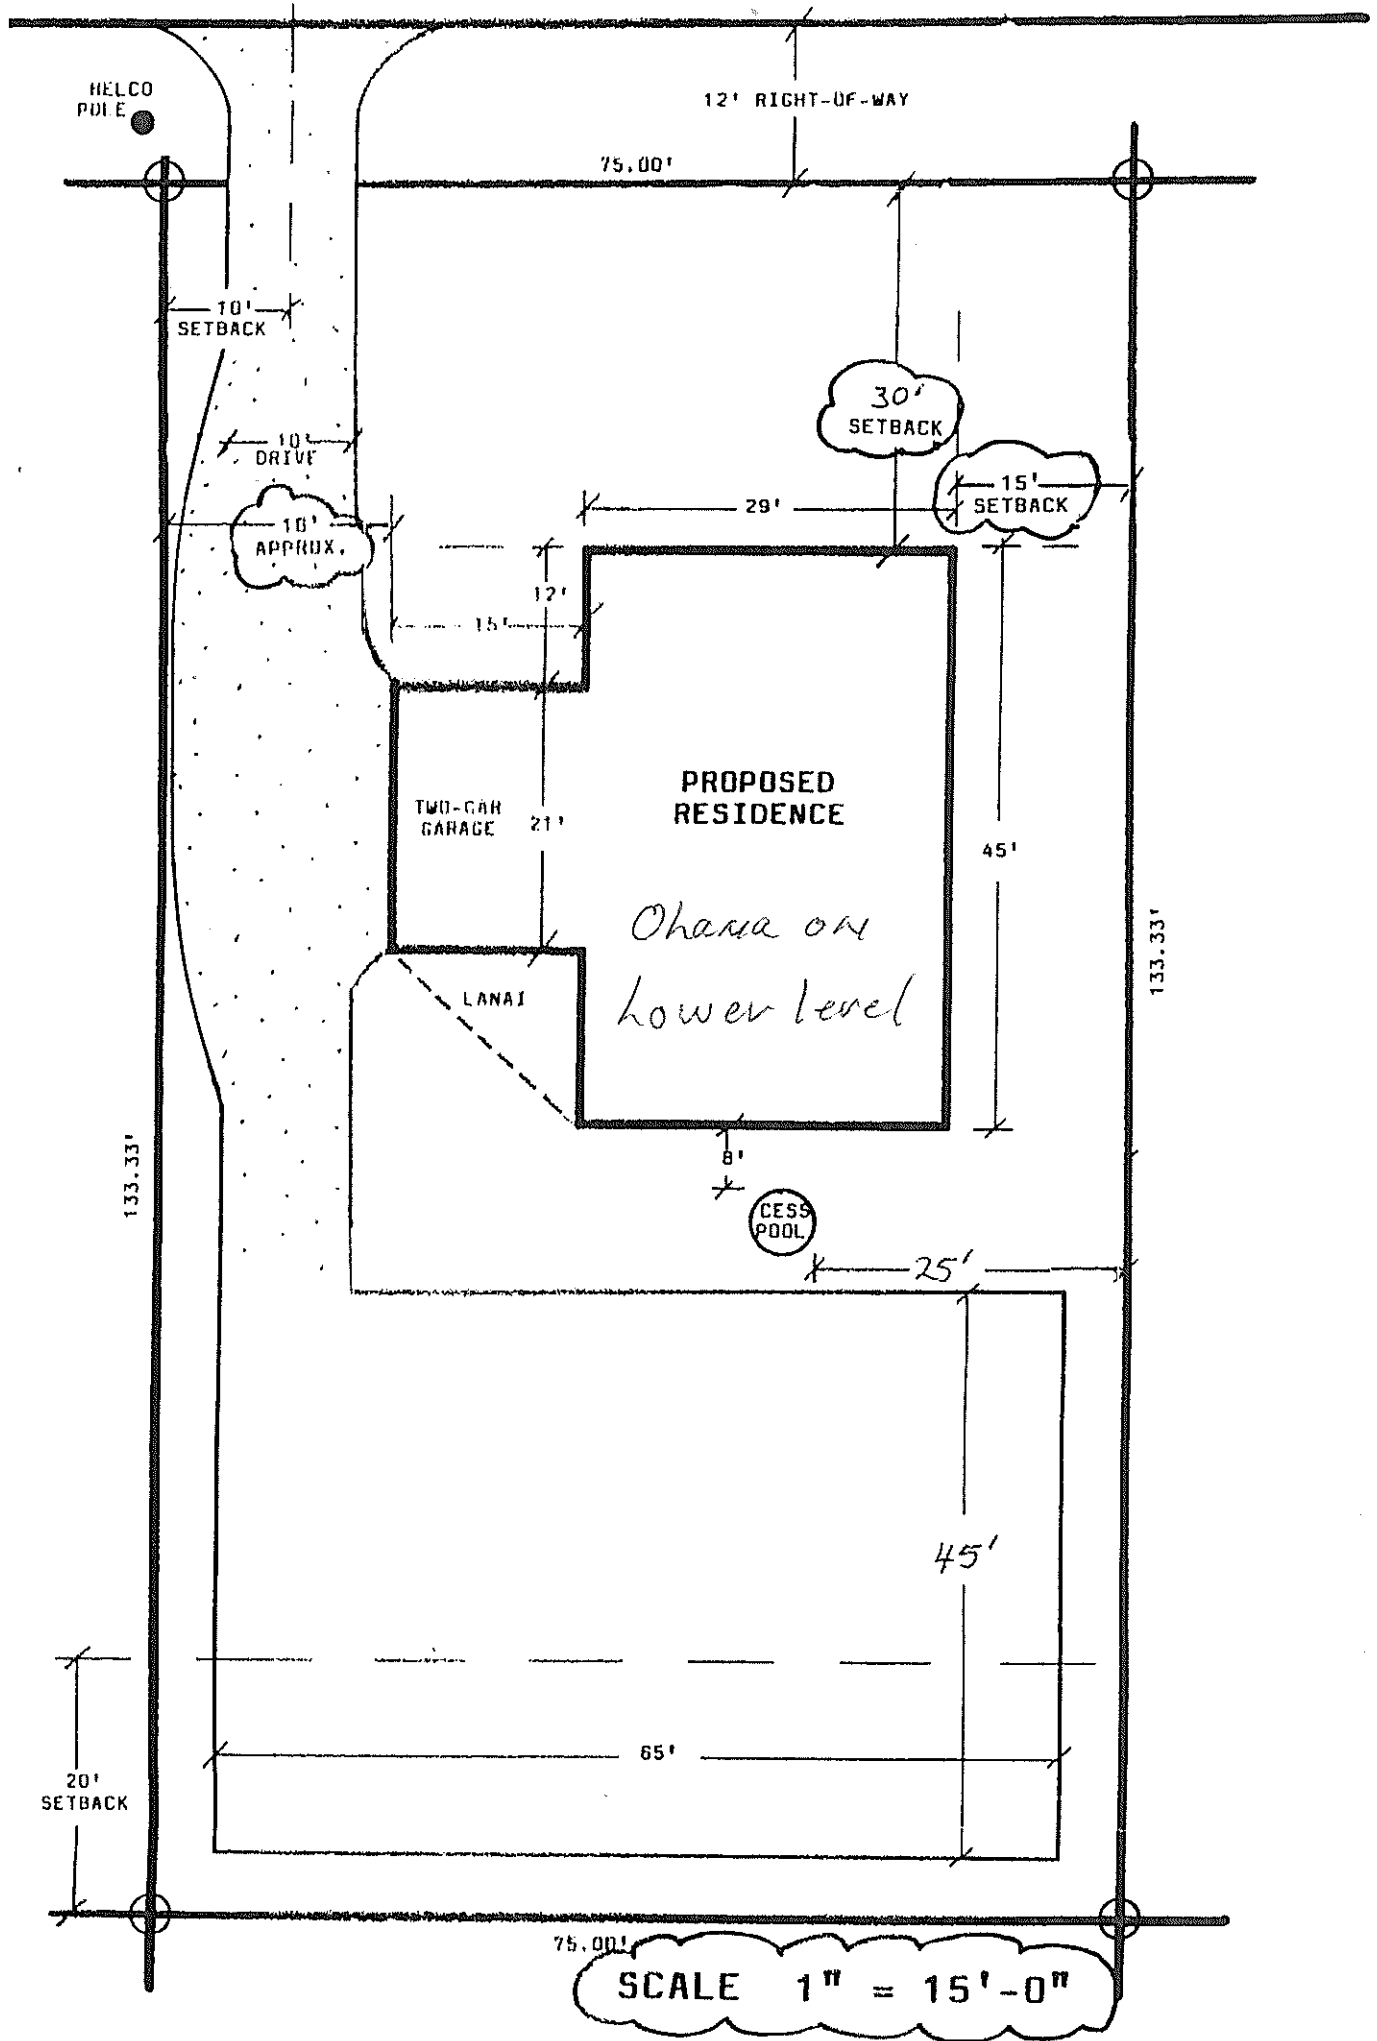 HELCO
POLE
12' RIGHT-OF-WAY
75.00'
10'
SETBACK
30'
SETBACK
10'
DRIVE
15'
SETBACK
29'
APPROX.
12'
15'
PROPOSED
RESIDENCE
TWO-CAR
GARAGE
21'
45'
Ohana on
Lower level
133.33'
LANAI
133.33'
8'
CESS
POOL
25'
45'
65'
20'
SETBACK
75.00'
SCALE 1" = 15'-0"